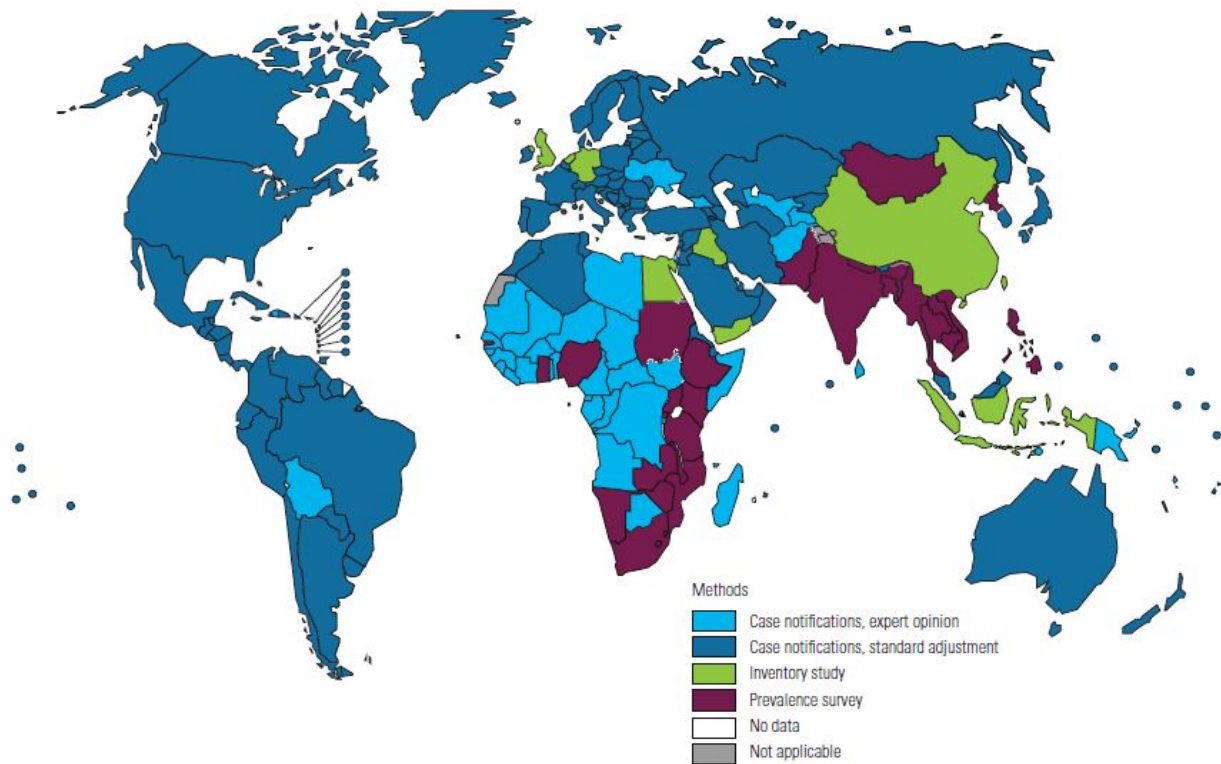 Methods
Case notifications, expert opinion
Case notifications, standard adjustment
Inventory study
Prevalence survey
No data
Not applicable